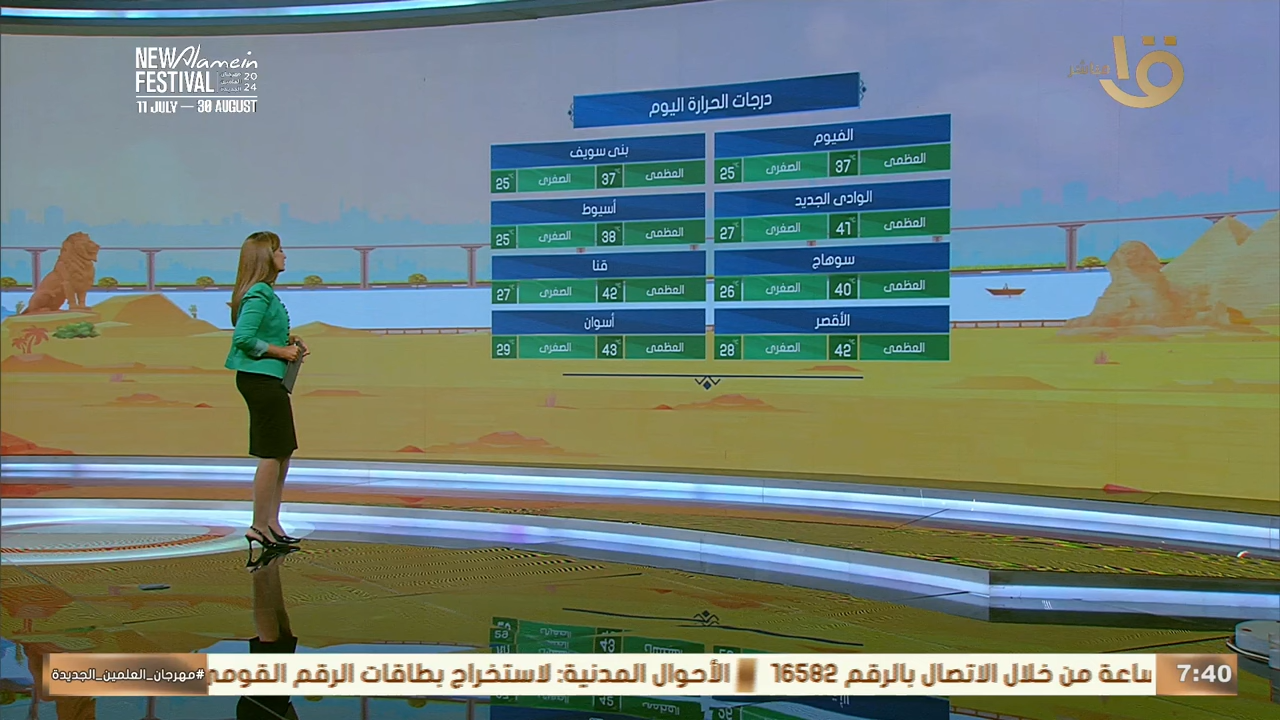 NEW Alamein
FESTIVAL 20
24
11 JULY — 30 AUGUST
درجات الحرارة اليوم
الفيوم
العظمى 37°c الصغرى 25°c
بنى سويف
العظمى 37°c الصغرى 25°c
الوادى الجديد
العظمى 41°c الصغرى 27°c
أسيوط
العظمى 38°c الصغرى 25°c
سوهاج
العظمى 40°c الصغرى 26°c
قنا
العظمى 42°c الصغرى 27°c
الأقصر
العظمى 42°c الصغرى 28°c
أسوان
العظمى 43°c الصغرى 29
7:40
ساعة من خلال الاتصال بالرقم 16582 الأحوال المدنية: لاستخراج بطاقات الرقم القومى
#مهرجان_العلمين_الجديدة